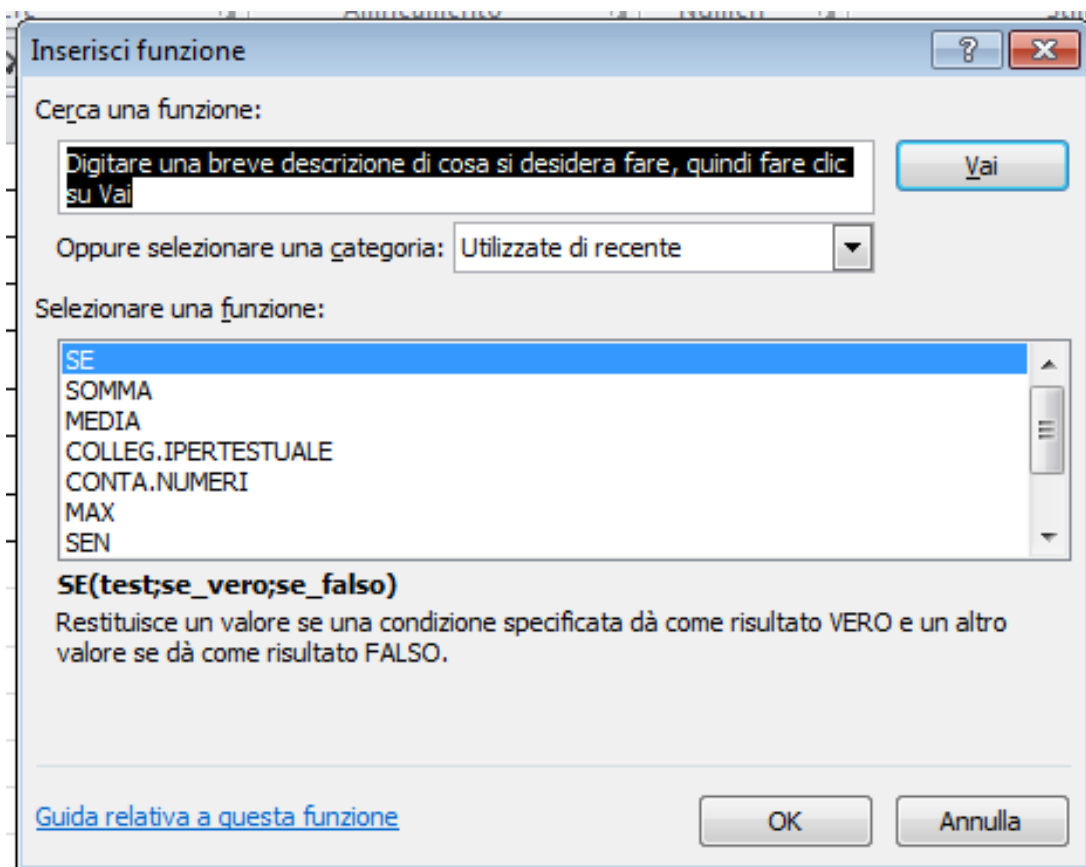 Allineamento
Numeri
Inserisci funzione
Cerca una funzione:
Digitare una breve descrizione di cosa si desidera fare, quindi fare clic
su Vai
Vai
Oppure selezionare una categoria: Utilizzate di recente
Selezionare una funzione:
SE
SOMMA
MEDIA
COLLEG.IPERTESTUALE
CONTA.NUMERI
MAX
SEN
SE(test;se_vero;se_falso)
Restituisce un valore se una condizione specificata dà come risultato VERO e un altro
valore se dà come risultato FALSO.
Guida relativa a questa funzione
OK
Annulla